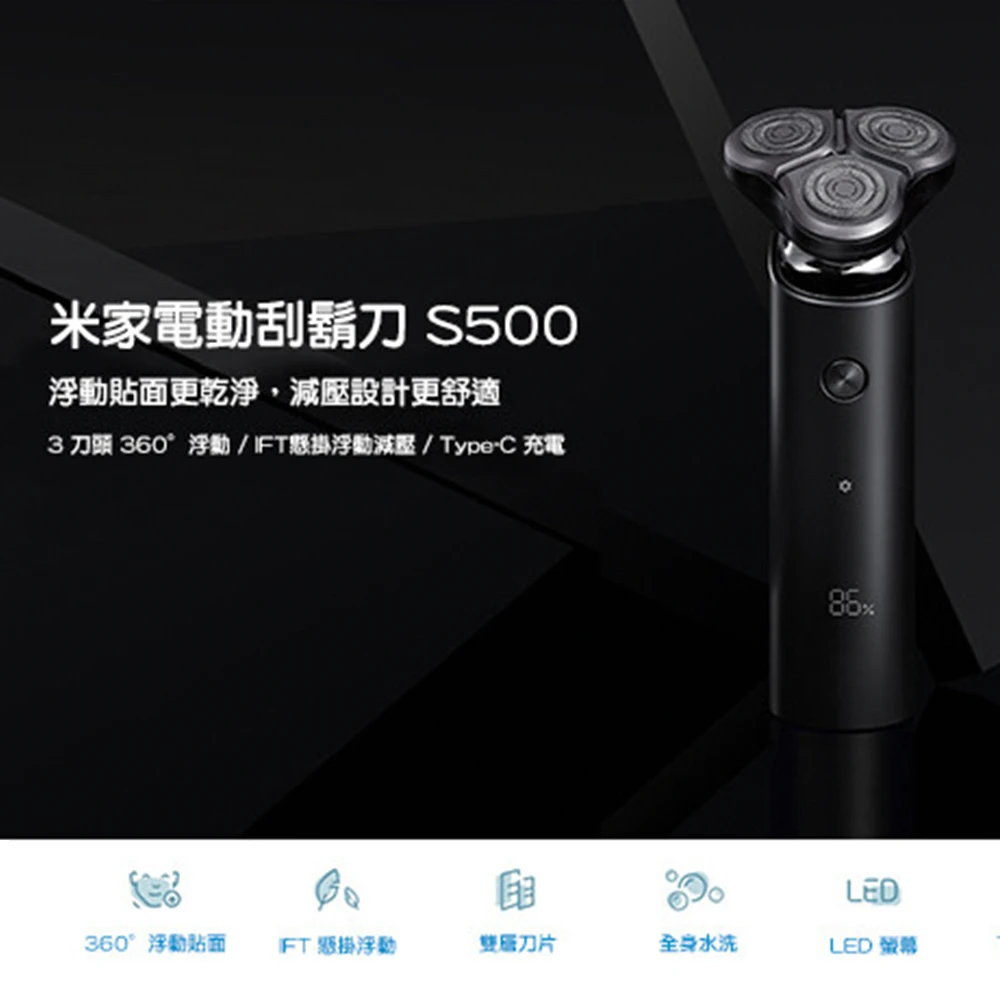 米家電動刮鬍刀 S500
浮動貼面更乾淨，減壓設計更舒適
3 刀頭 360° 浮動 / IFT懸掛浮動減壓 / Type-C 充電
86%
LED
360° 浮動貼面
IFT 懸掛浮動
雙層刀片
全身水洗
LED 螢幕